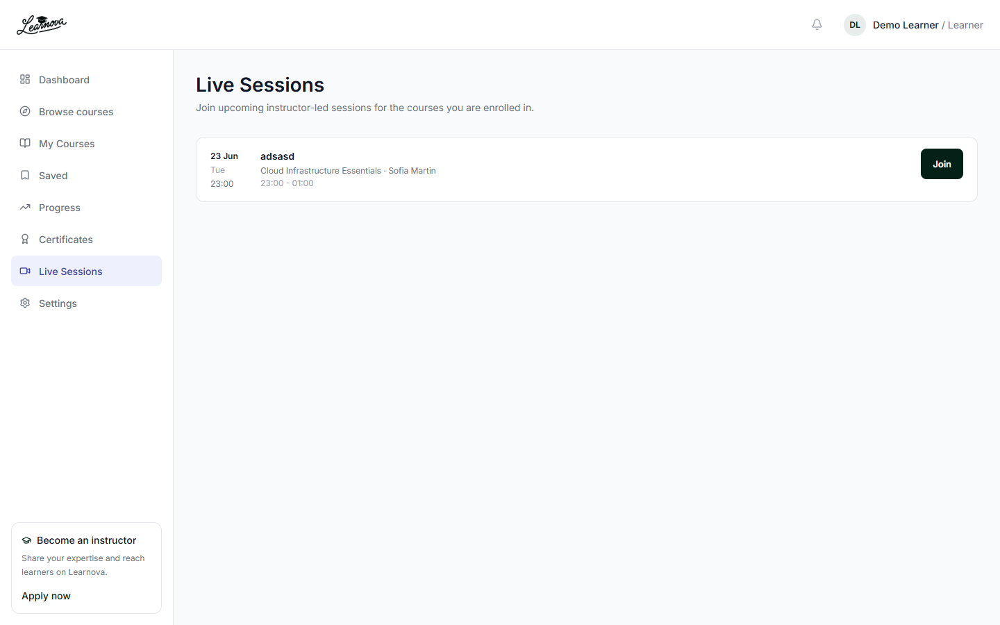 Learnova
DL
Demo Learner / Learner
Dashboard
Browse courses
My Courses
Saved
Progress
Certificates
Live Sessions
Settings
Become an instructor
Share your expertise and reach
learners on Learnova.
Apply now
Live Sessions
Join upcoming instructor-led sessions for the courses you are enrolled in.
23 Jun
Tue
23:00
adsasd
Cloud Infrastructure Essentials · Sofia Martin
23:00 - 01:00
Join